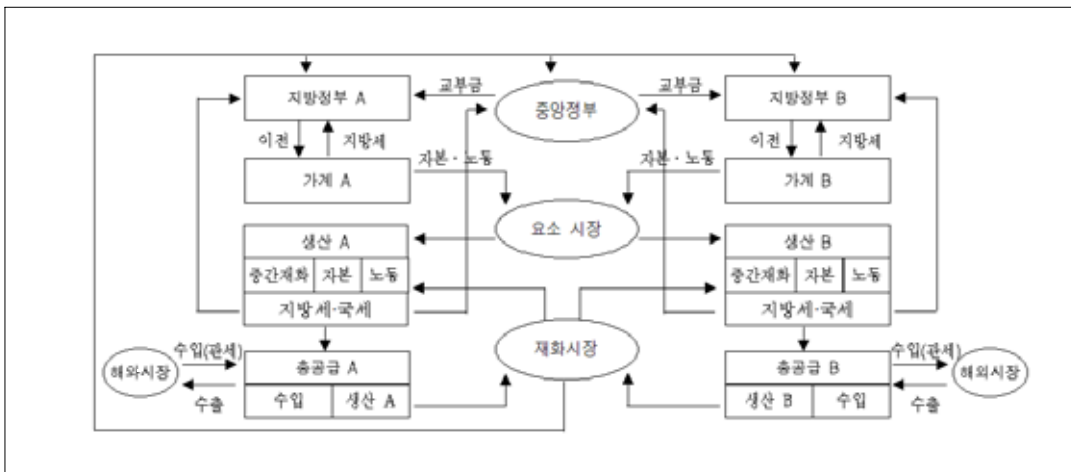 지방정부 A
교부금
중앙정부
교부금
지방정부 B
이전
지방세
이전
지방세
가계 A
자본·노동
자본·노동
가계 B
요소 시장
생산 A
생산 B
중간재화
자본
노동
중간재화
자본
노동
지방세·국세
지방세·국세
재화시장
해외시장
수입(관세)
총공급 A
총공급 B
수입(관세)
해외시장
수출
수입
생산 A
생산 B
수입
수출